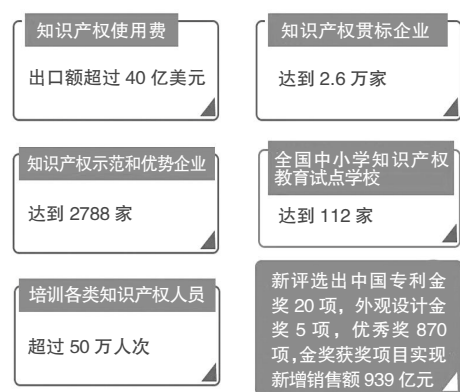 知识产权使用费
出口额超过 40 亿美元
知识产权贯标企业
达到 2.6 万家
知识产权示范和优势企业
达到 2788 家
全国中小学知识产权
教育试点学校
达到 112 家
培训各类知识产权人员
超过 50 万人次
新评选出中国专利金
奖 20 项，外观设计金
奖 5 项，优秀奖 870
项,金奖获奖项目实现
新增销售额 939 亿元